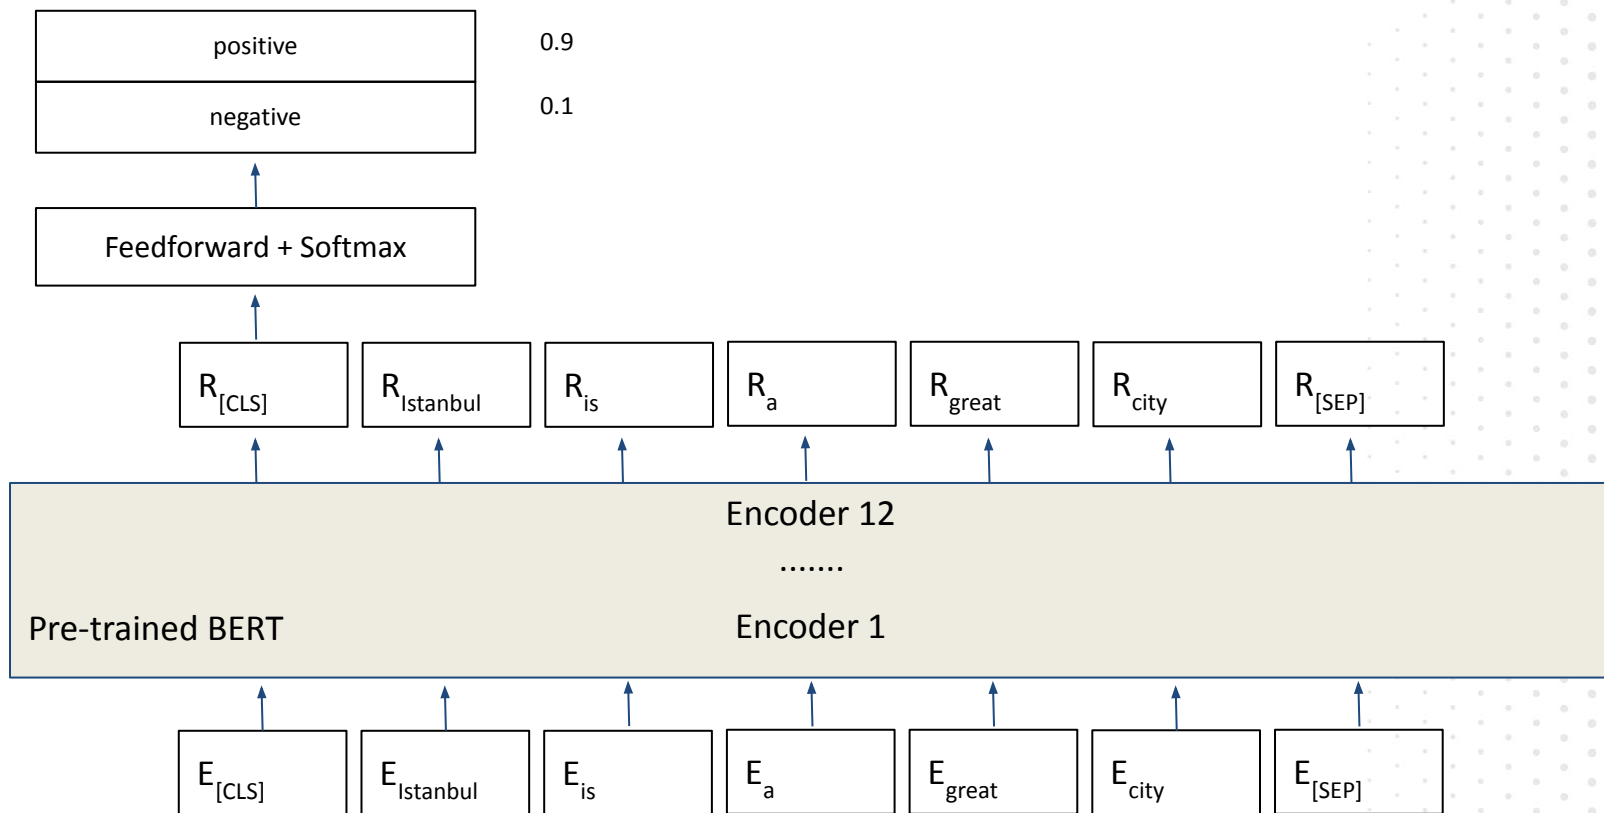 positive 0.9
negative 0.1
Feedforward + Softmax
R[CLS] RIstanbul Ris Ra Rgreat Rcity R[SEP]
Encoder 12
.......
Pre-trained BERT Encoder 1
E[CLS] EIstanbul Eis Ea Egreat Ecity E[SEP]